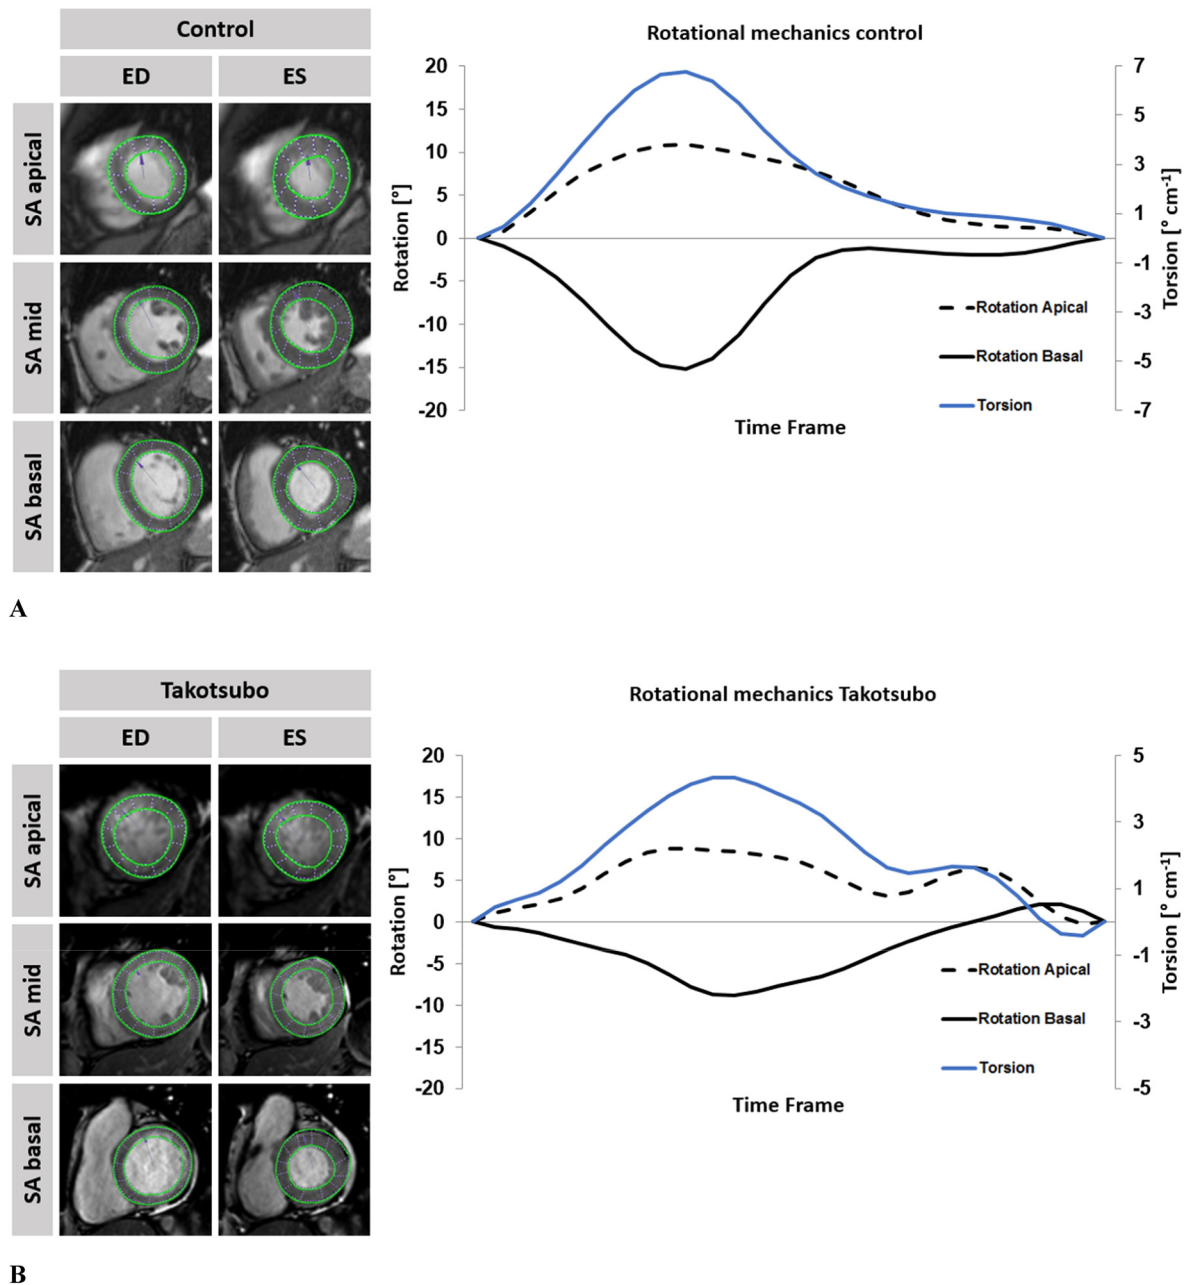 Control
ED ES
SA apical
SA mid
SA basal
Rotational mechanics control
Rotation [°]
20
15
10
5
0
-5
-10
-15
-20
7
5
3
1
-1
-3
-5
-7
Torsion [° cm-1]
Rotation Apical
Rotation Basal
Torsion
Time Frame
A
Takotsubo
ED ES
SA apical
SA mid
SA basal
Rotational mechanics Takotsubo
Rotation [°]
20
15
10
5
0
-5
-10
-15
-20
5
3
1
-1
-3
-5
Torsion [° cm-1]
Rotation Apical
Rotation Basal
Torsion
Time Frame
B